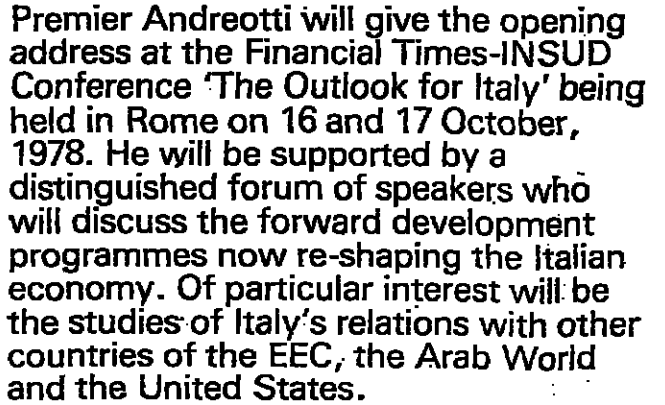 Premier Andreotti will give the opening
address at the Financial Times-INSUD
Conference 'The Outlook for Italy' being
held in Rome on 16 and 17 October,
1978. He will be supported by a
distinguished forum of speakers who
will discuss the forward development
programmes now re-shaping the Italian
economy. Of particular interest will be
the studies of Italy's relations with other
countries of the EEC, the Arab World
and the United States.